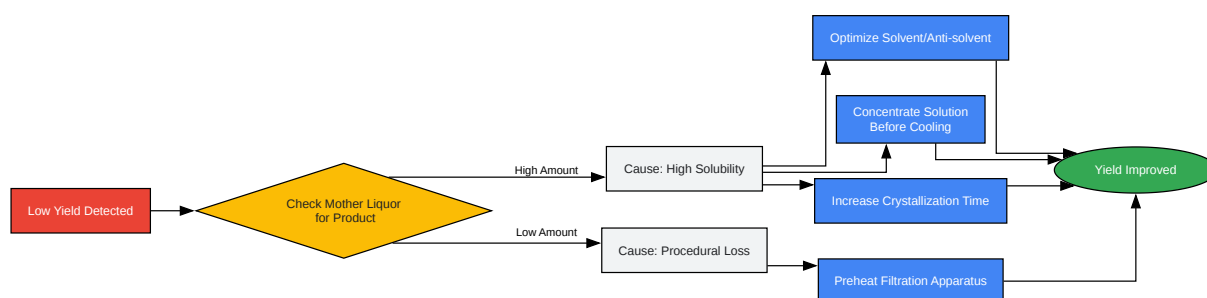 Optimize Solvent/Anti-solvent
Concentrate Solution
Before Cooling
High Amount
Cause: High Solubility
Yield Improved
Low Yield Detected
Check Mother Liquor
for Product
Increase Crystallization Time
Low Amount
Cause: Procedural Loss
Preheat Filtration Apparatus